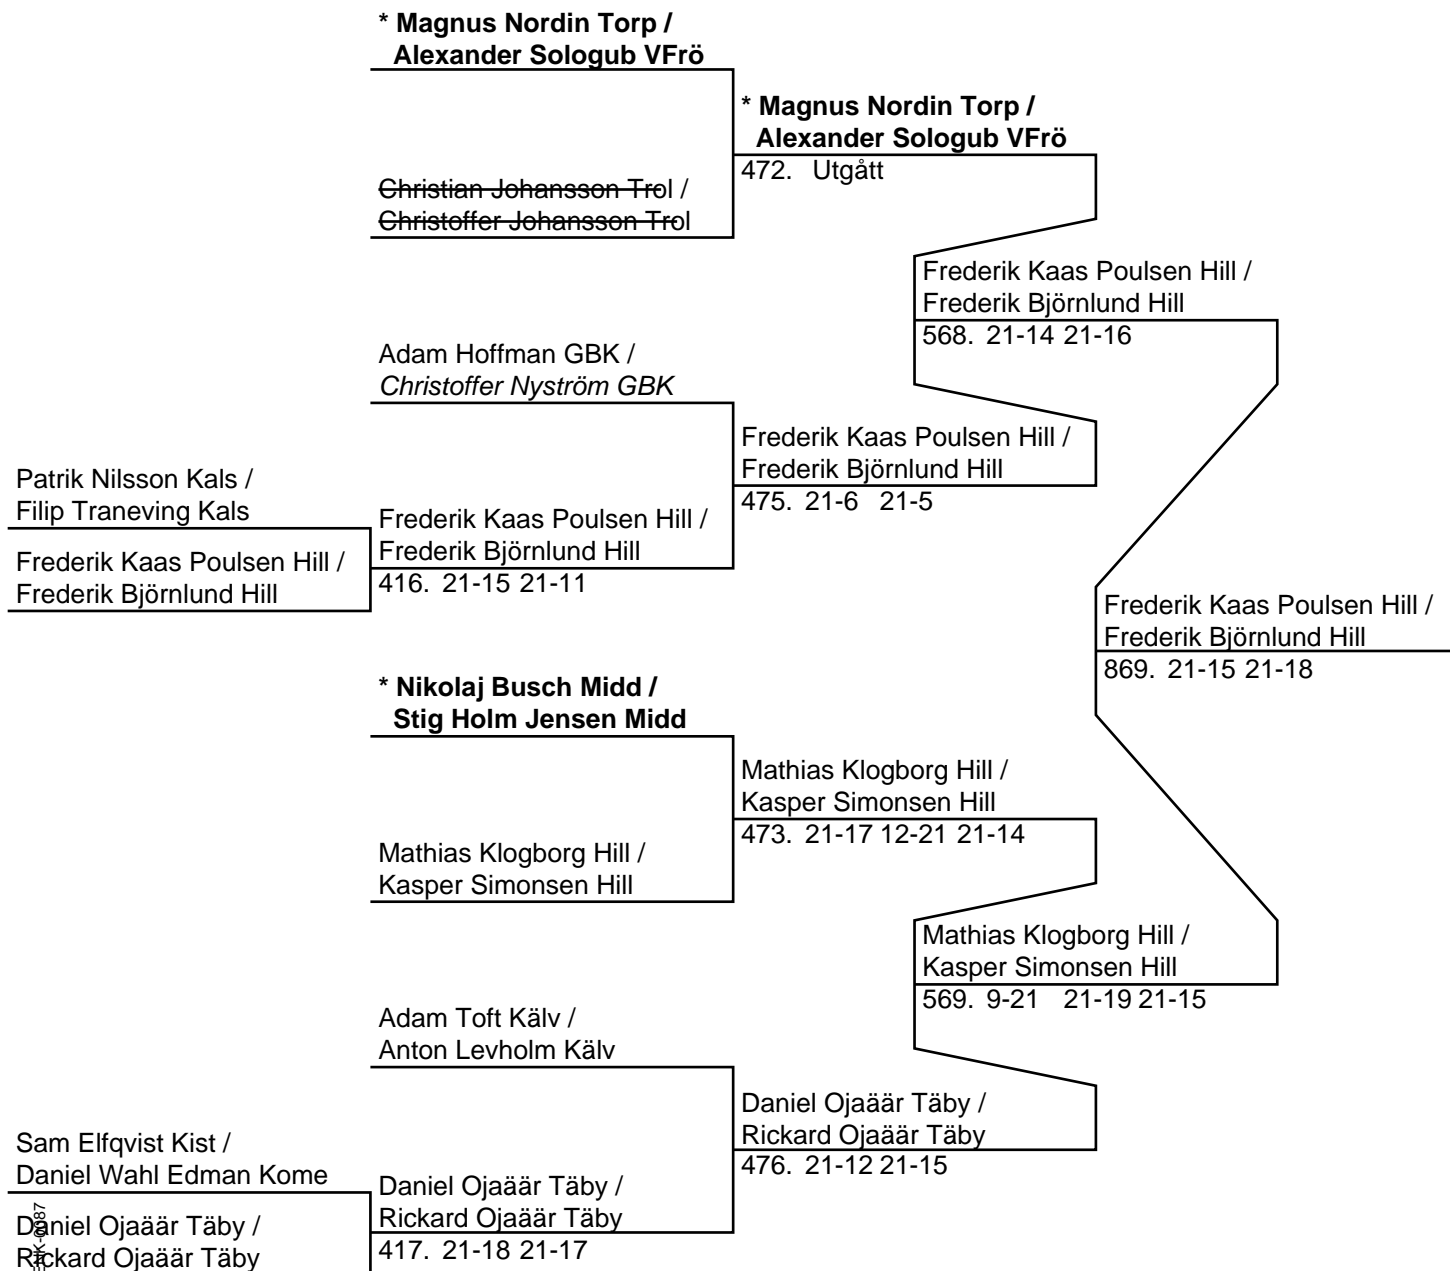 * Magnus Nordin Torp /
Alexander Sologub VFrö
* Magnus Nordin Torp /
Alexander Sologub VFrö
472. Utgått
Christian Johansson Trol /
Christoffer Johansson Trol
Frederik Kaas Poulsen Hill /
Frederik Björnlund Hill
568. 21-14 21-16
Adam Hoffman GBK /
Christoffer Nyström GBK
Frederik Kaas Poulsen Hill /
Frederik Björnlund Hill
475. 21-6 21-5
Patrik Nilsson Kals /
Filip Traneving Kals
Frederik Kaas Poulsen Hill /
Frederik Björnlund Hill
416. 21-15 21-11
Frederik Kaas Poulsen Hill /
Frederik Björnlund Hill
Frederik Kaas Poulsen Hill /
Frederik Björnlund Hill
869. 21-15 21-18
* Nikolaj Busch Midd /
Stig Holm Jensen Midd
Mathias Klogborg Hill /
Kasper Simonsen Hill
473. 21-17 12-21 21-14
Mathias Klogborg Hill /
Kasper Simonsen Hill
Mathias Klogborg Hill /
Kasper Simonsen Hill
569. 9-21 21-19 21-15
Adam Toft Kälv /
Anton Levholm Kälv
Daniel Ojaäär Täby /
Rickard Ojaäär Täby
476. 21-12 21-15
Sam Elfqvist Kist /
Daniel Wahl Edman Kome
Daniel Ojaäär Täby /
Rickard Ojaäär Täby
417. 21-18 21-17
Daniel Ojaäär Täby /
Rickard Ojaäär Täby